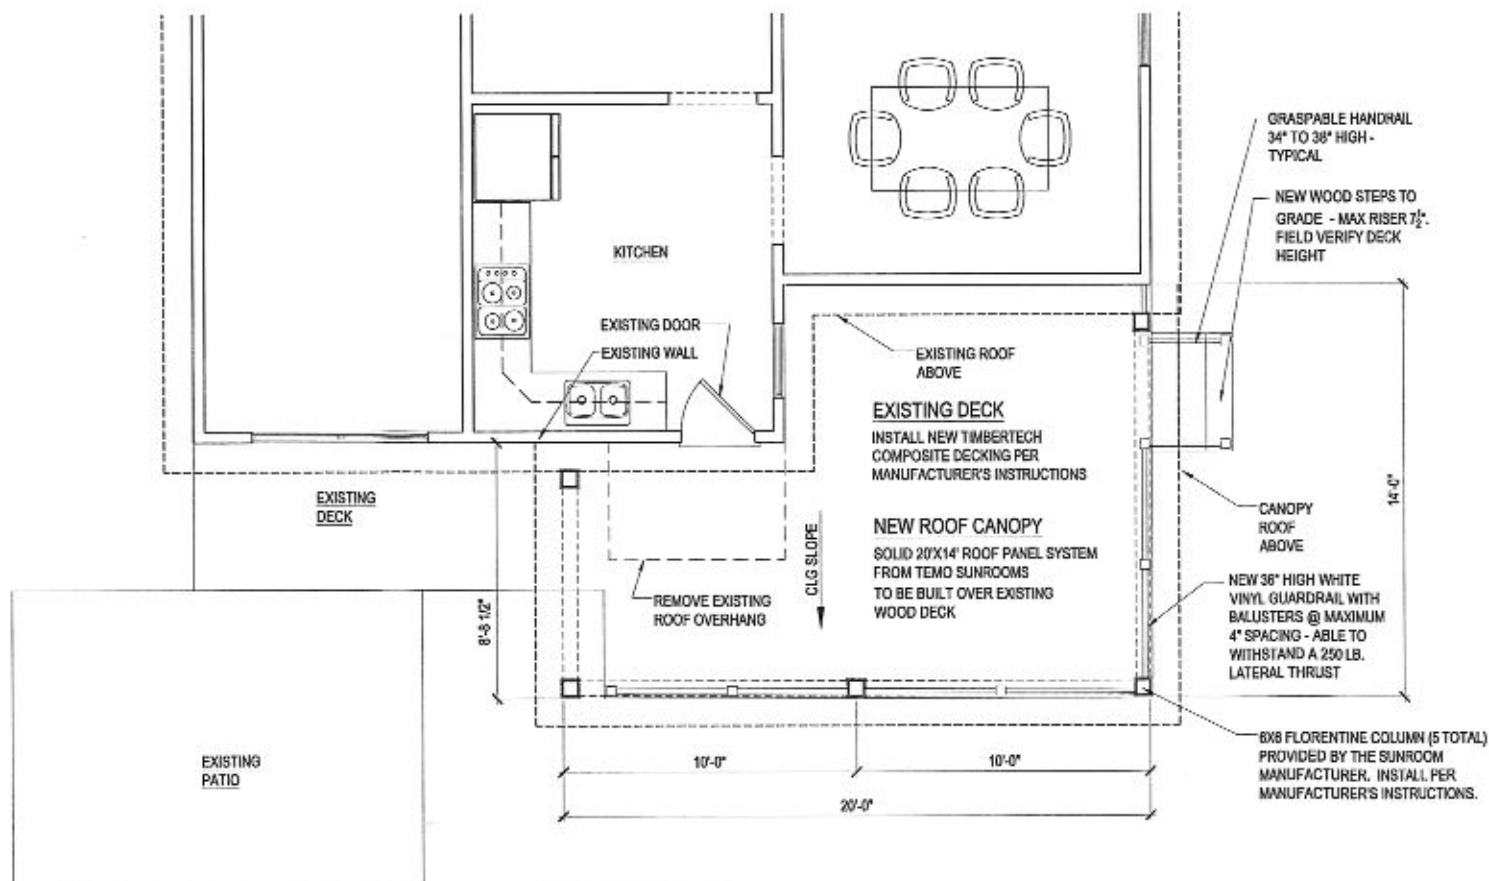 GRASPABLE HANDRAIL
34" TO 38" HIGH -
TYPICAL
NEW WOOD STEPS TO
GRADE - MAX RISER 7½".
FIELD VERIFY DECK
HEIGHT
KITCHEN
EXISTING DOOR
EXISTING WALL
EXISTING ROOF
ABOVE
EXISTING DECK
INSTALL NEW TIMBERTECH
COMPOSITE DECKING PER
MANUFACTURER'S INSTRUCTIONS
EXISTING
DECK
14'-0"
CANOPY
ROOF
ABOVE
NEW ROOF CANOPY
SOLID 20'X14' ROOF PANEL SYSTEM
FROM TEMO SUNROOMS
TO BE BUILT OVER EXISTING
WOOD DECK
CLG SLOPE
REMOVE EXISTING
ROOF OVERHANG
8'-8 1/2"
NEW 36" HIGH WHITE
VINYL GUARDRAIL WITH
BALUSTERS @ MAXIMUM
4" SPACING - ABLE TO
WITHSTAND A 250 LB.
LATERAL THRUST
EXISTING
PATIO
10'-0"
10'-0"
20'-0"
6X6 FLORENTINE COLUMN (5 TOTAL)
PROVIDED BY THE SUNROOM
MANUFACTURER. INSTALL PER
MANUFACTURER'S INSTRUCTIONS.